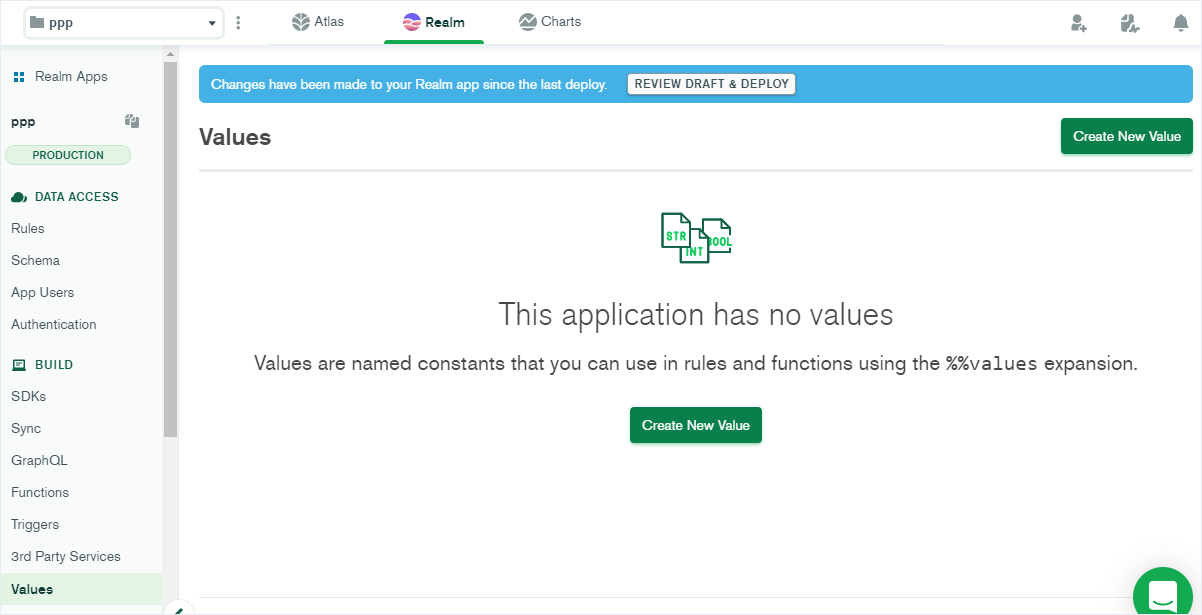 ppp
Atlas
Realm
Charts
Realm Apps
ppp
PRODUCTION
DATA ACCESS
Rules
Schema
App Users
Authentication
BUILD
SDKs
Sync
GraphQL
Functions
Triggers
3rd Party Services
Values
Changes have been made to your Realm app since the last deploy.
REVIEW DRAFT & DEPLOY
Values
Create New Value
STR
INT
BOOL
This application has no values
Values are named constants that you can use in rules and functions using the %%values expansion.
Create New Value